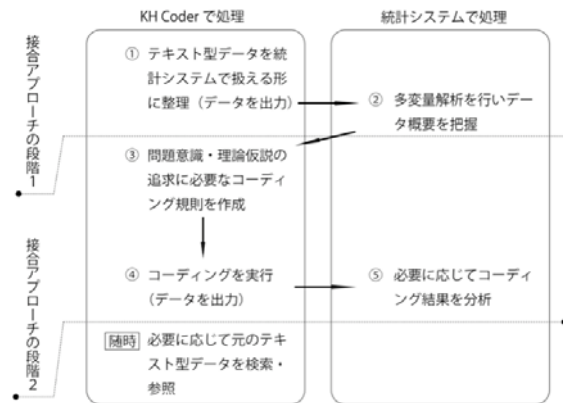 KH Coder で処理
統計システムで処理
接合アプローチの段階1
① テキスト型データを統
計システムで扱える形
に整理（データを出力）
② 多変量解析を行いデー
タ概要を把握
③ 問題意識・理論仮説の
追求に必要なコーディ
ング規則を作成
接合アプローチの段階2
④ コーディングを実行
（データを出力）
⑤ 必要に応じてコーディ
ング結果を分析
随時 必要に応じて元のテキ
スト型データを検索・
参照